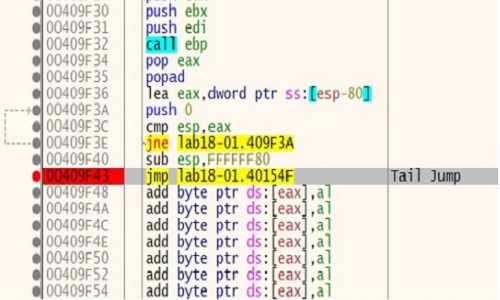 00409F30 push ebx
00409F31 push edi
00409F32 call ebp
00409F34 pop eax
00409F35 popad
00409F36 lea eax,dword ptr ss:[esp-80]
00409F3A push 0
00409F3C cmp esp,eax
00409F3E jne lab18-01.409F3A
00409F40 sub esp,FFFFFF80
00409F43 jmp lab18-01.40154F Tail Jump
00409F48 add byte ptr ds:[eax],al
00409F4A add byte ptr ds:[eax],al
00409F4C add byte ptr ds:[eax],al
00409F4E add byte ptr ds:[eax],al
00409F50 add byte ptr ds:[eax],al
00409F52 add byte ptr ds:[eax],al
00409F54 add byte ptr ds:[eax],al